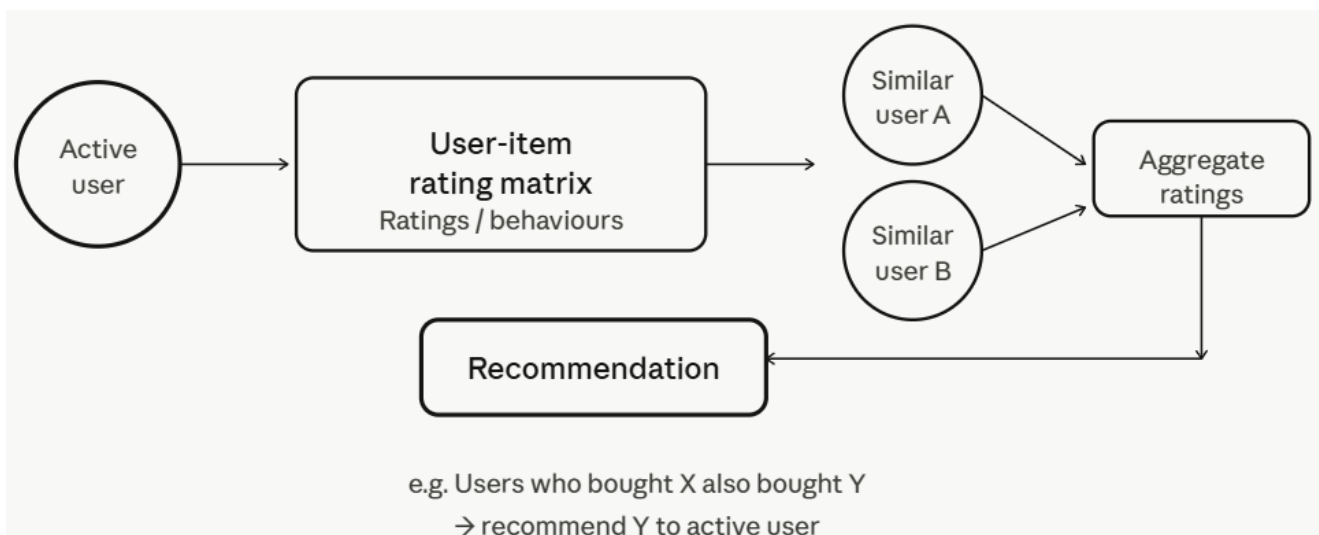 Active
user
User-item
rating matrix
Ratings / behaviours
Similar
user A
Similar
user B
Aggregate
ratings
Recommendation
e.g. Users who bought X also bought Y
→ recommend Y to active user